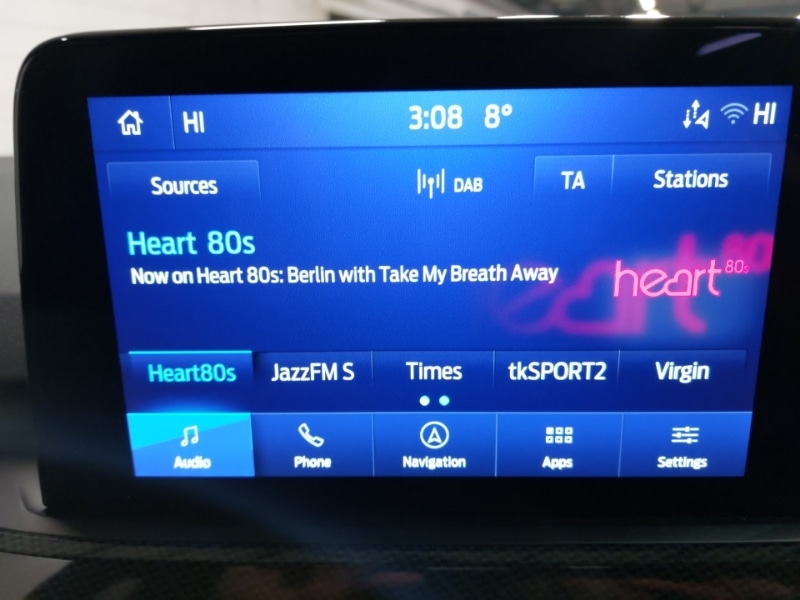 HI 3:08 8° HI
Sources DAB TA Stations
Heart 80s
Now on Heart 80s: Berlin with Take My Breath Away
heart 80s
Heart80s JazzFM S Times tkSPORT2 Virgin
Audio Phone Navigation Apps Settings